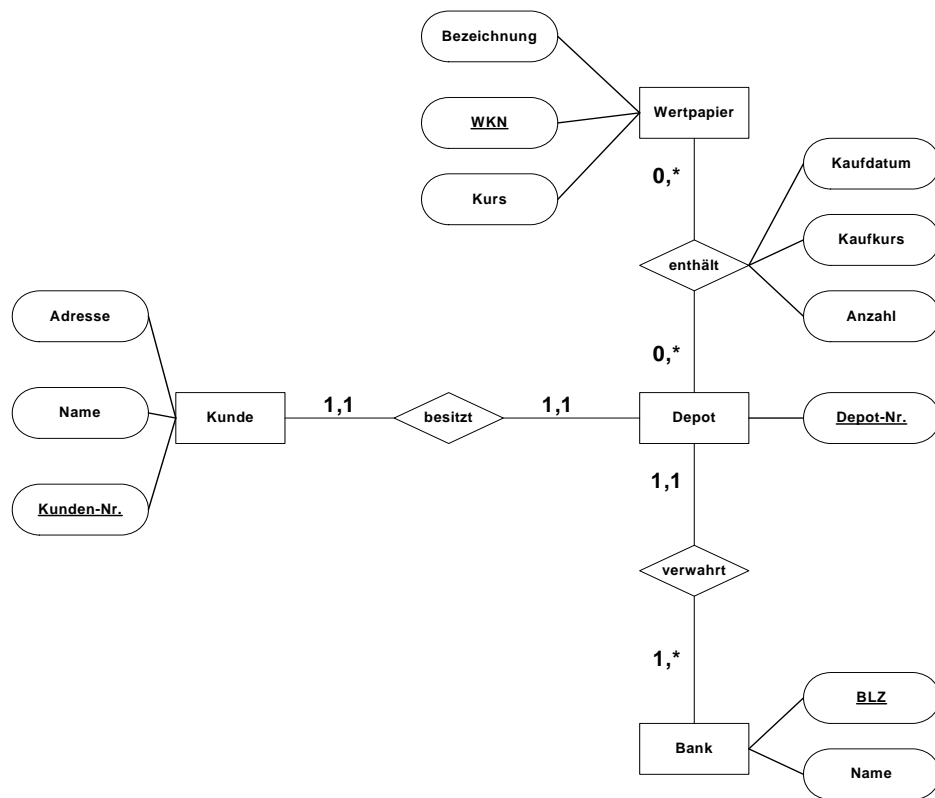 Bezeichnung
WKN
Kurs
Wertpapier
0,*
Kaufdatum
Kaufkurs
Anzahl
enthält
0,*
Adresse
Name
Kunden-Nr.
Kunde
1,1
besitzt
1,1
Depot
Depot-Nr.
1,1
verwahrt
1,*
Bank
BLZ
Name